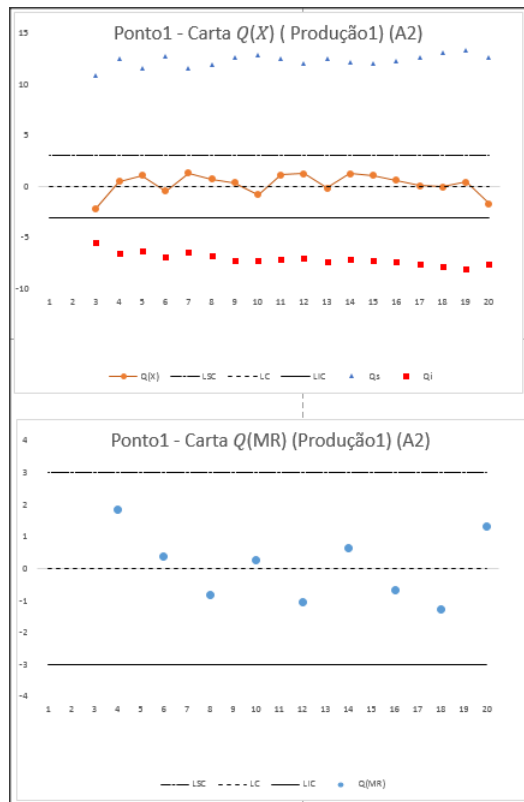 Ponto1 - Carta Q(X) ( Produção1) (A2)
15
10
5
0
-5
-10
1 2 3 4 5 6 7 8 9 10 11 12 13 14 15 16 17 18 19 20
Q(X) LSC LC LIC Qs Qi
Ponto1 - Carta Q(MR) (Produção1) (A2)
4
3
2
1
0
-1
-2
-3
-4
1 2 3 4 5 6 7 8 9 10 11 12 13 14 15 16 17 18 19 20
LSC LC LIC Q(MR)